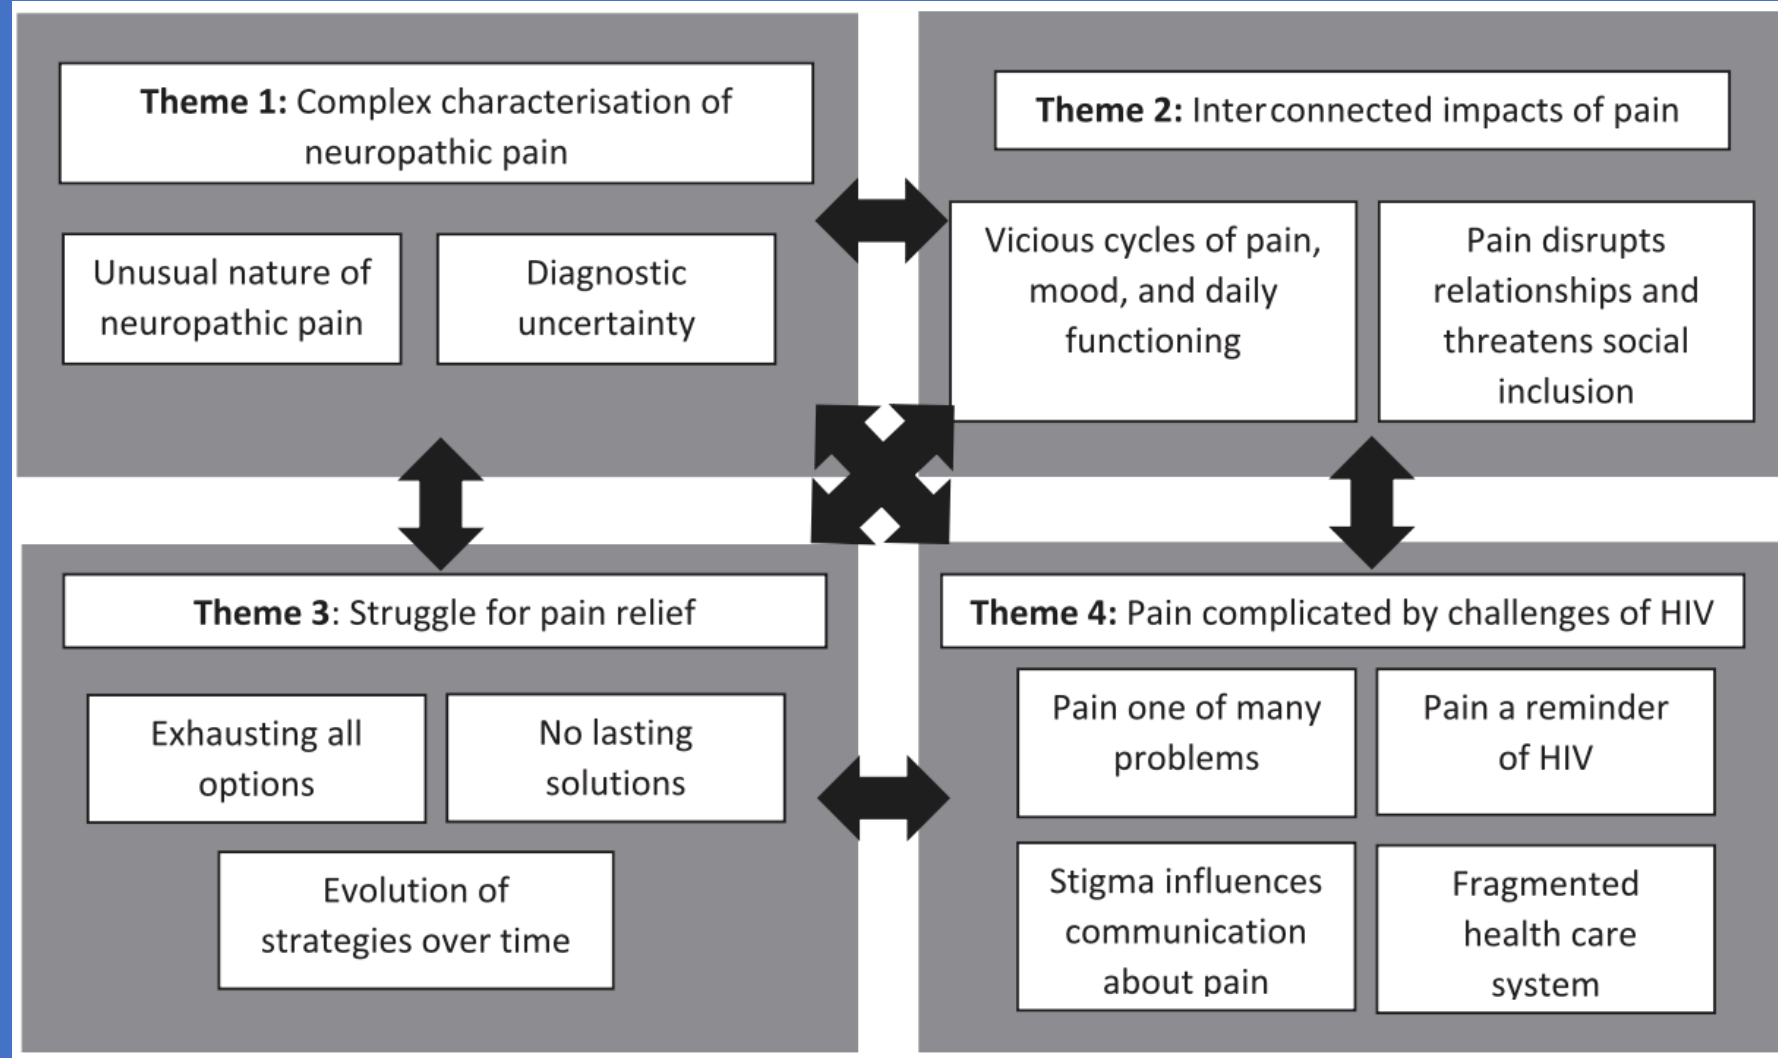 Theme 1: Complex characterisation of
neuropathic pain
Unusual nature of
neuropathic pain
Diagnostic
uncertainty
Theme 2: Interconnected impacts of pain
Vicious cycles of pain,
mood, and daily
functioning
Pain disrupts
relationships and
threatens social
inclusion
Theme 3: Struggle for pain relief
Exhausting all
options
No lasting
solutions
Evolution of
strategies over time
Theme 4: Pain complicated by challenges of HIV
Pain one of many
problems
Pain a reminder
of HIV
Stigma influences
communication
about pain
Fragmented
health care
system